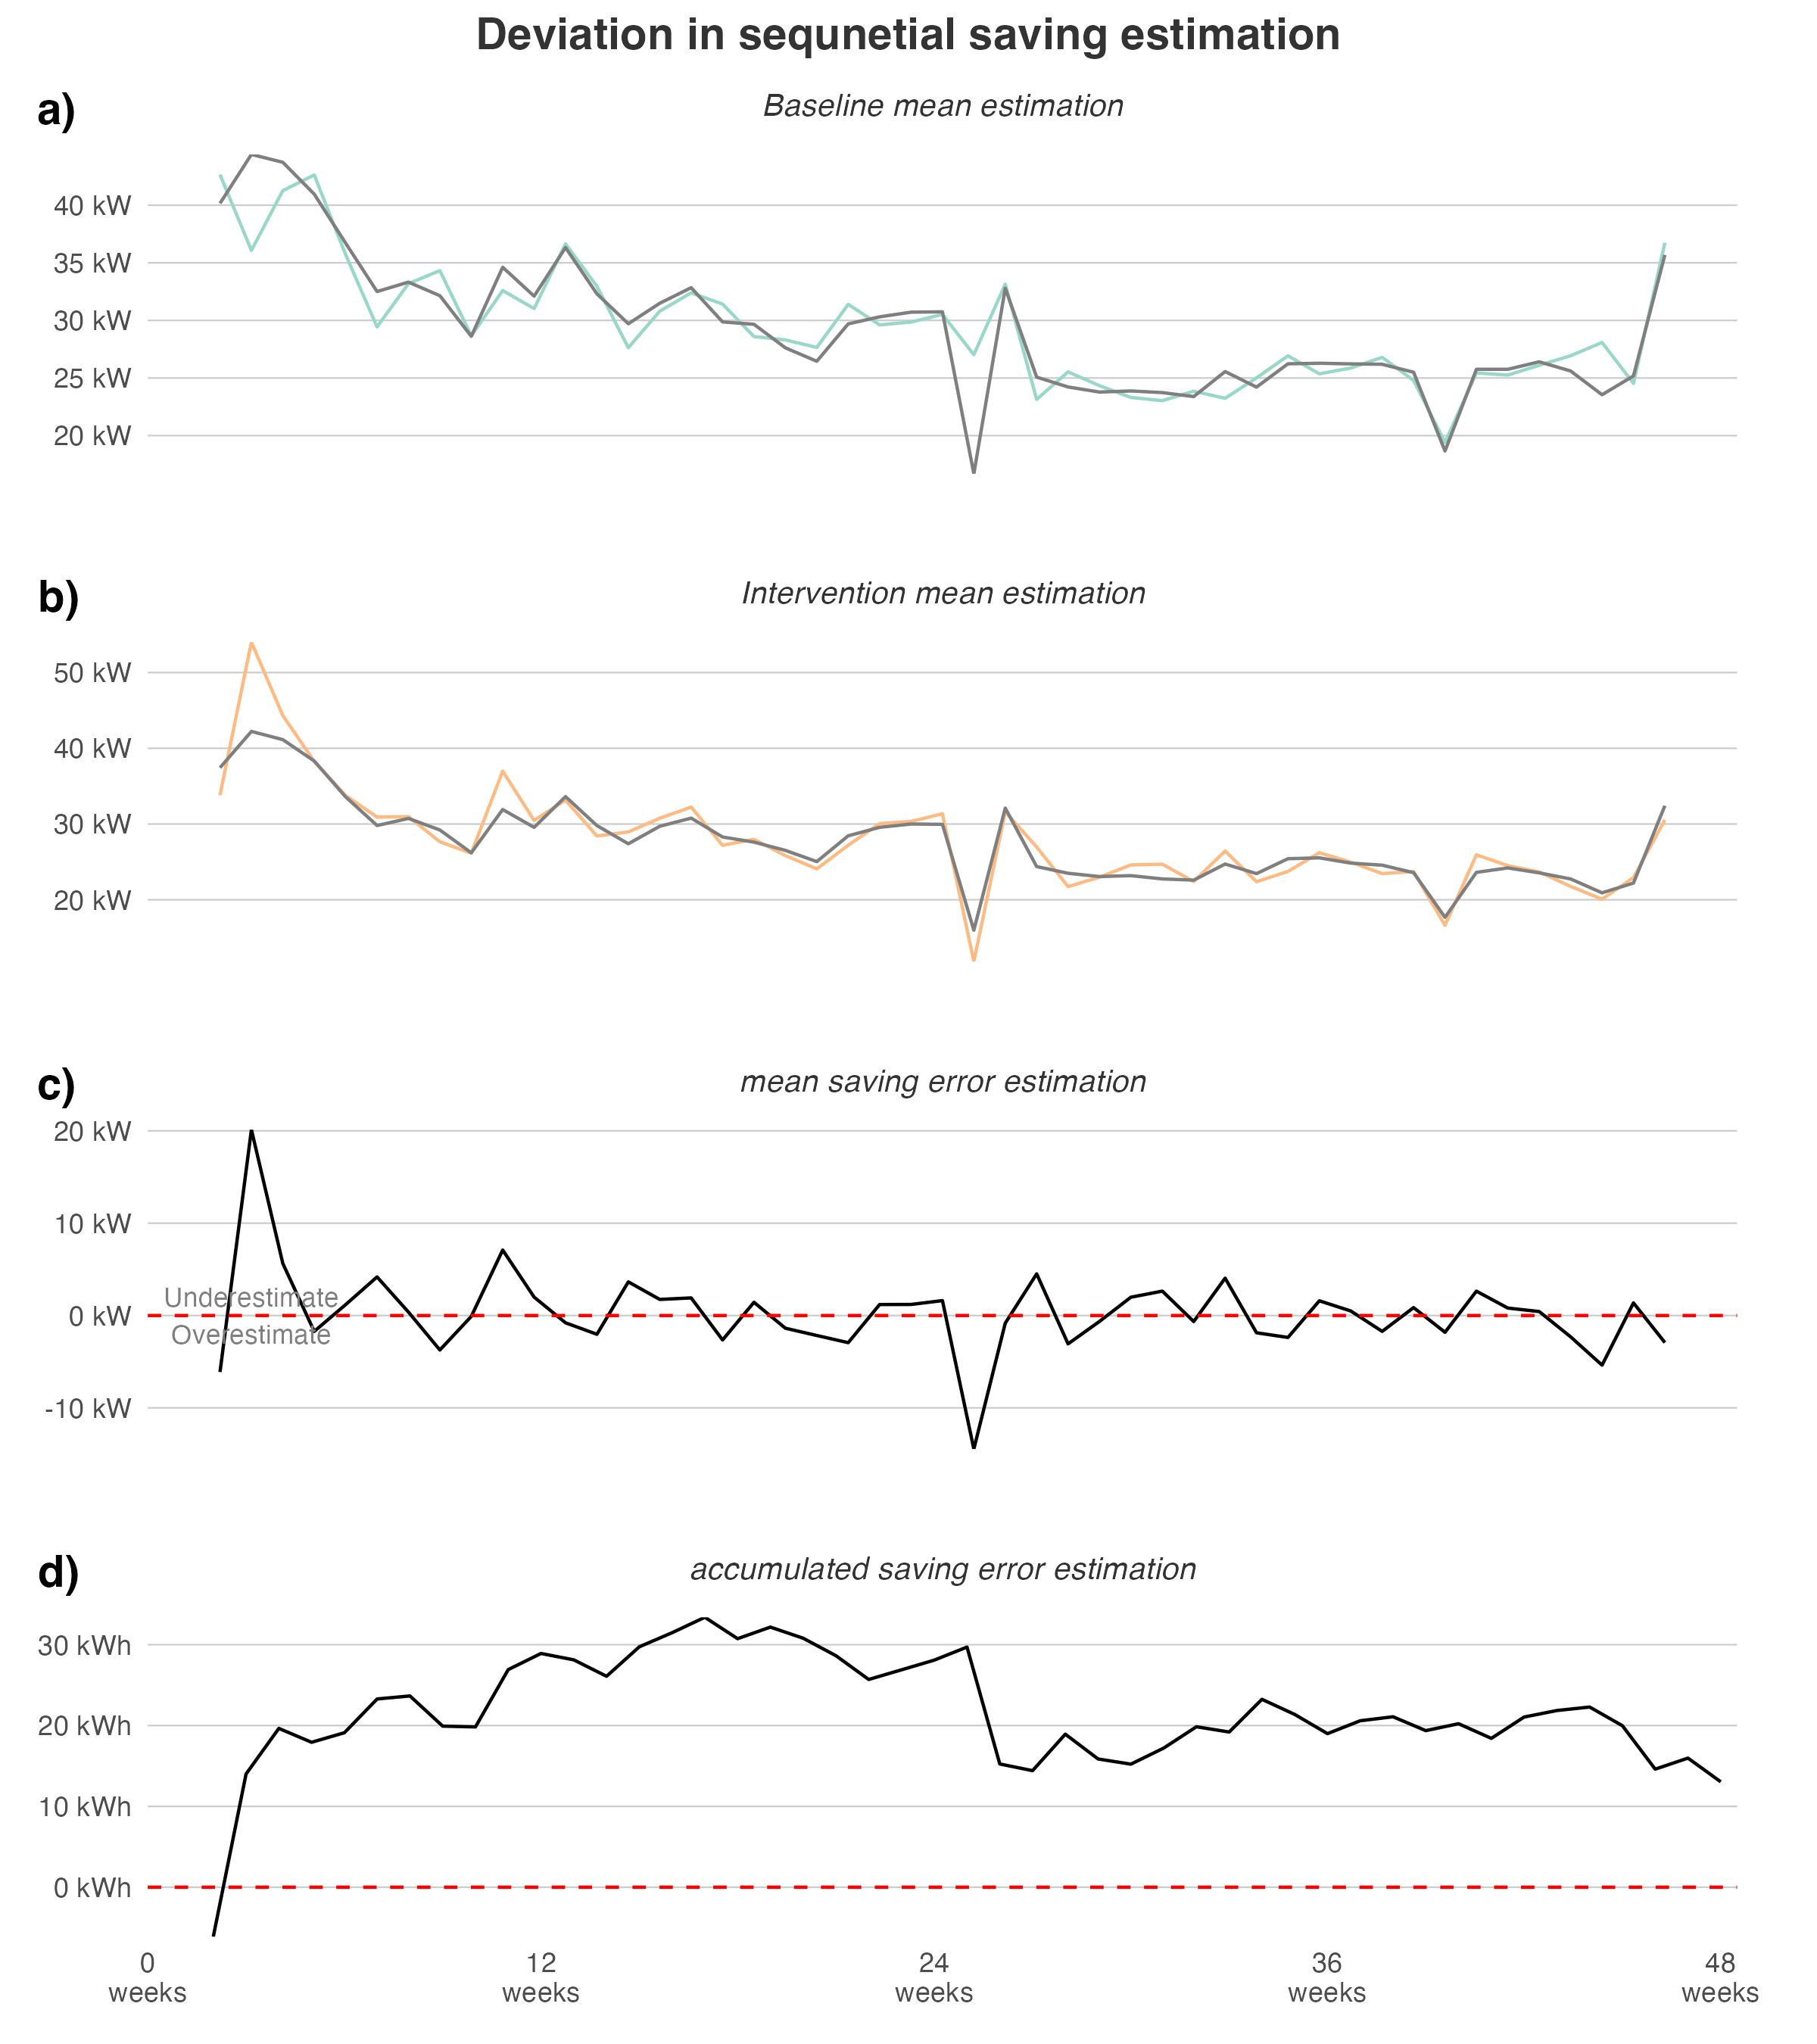 Deviation in sequnetial saving estimation
a)
Baseline mean estimation
40 kW
35 kW
30 kW
25 kW
20 kW
b)
Intervention mean estimation
50 kW
40 kW
30 kW
20 kW
c)
mean saving error estimation
20 kW
10 kW
Underestimate
0 kW
Overestimate
-10 kW
d)
accumulated saving error estimation
30 kWh
20 kWh
10 kWh
0 kWh
0 12 24 36 48
weeks weeks weeks weeks weeks